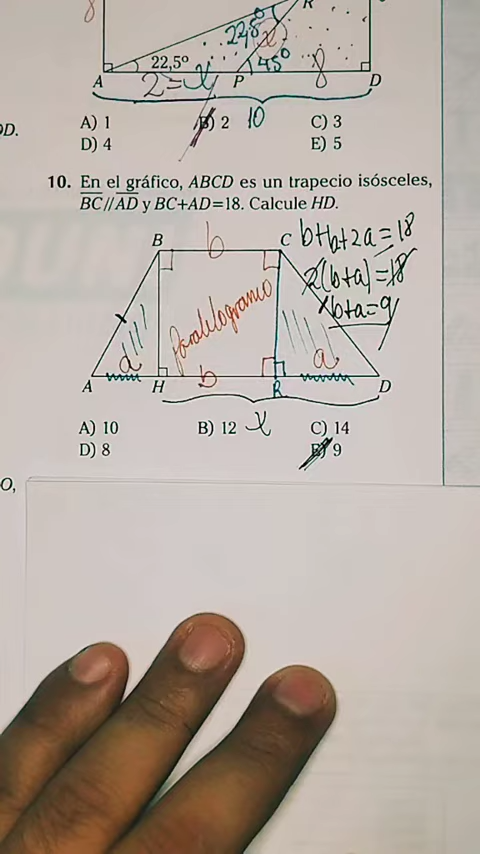 8
R
22,5°
x
22,5°
45°
8
A
2=x
P
D
10
OD.
A) 1
B) 2
C) 3
D) 4
E) 5
10. En el gráfico, ABCD es un trapecio isósceles,
BC//AD y BC+AD=18. Calcule HD.
B
b
C
b+b+2a=18
2(b+a)=18
b+a=9
Paralelogramo
a
b
a
A
H
R
D
x
A) 10
B) 12
C) 14
D) 8
E) 9
O,